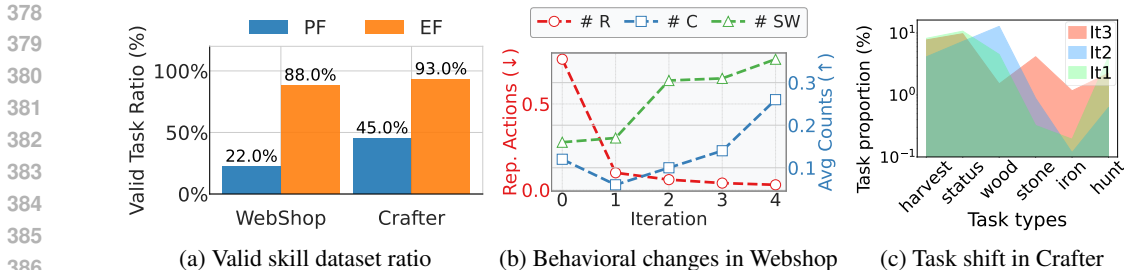 378
379
380
381
382
383
384
385
386
PF EF
Valid Task Ratio (%)
100%
50%
0%
22.0%
88.0%
45.0%
93.0%
WebShop Crafter
(a) Valid skill dataset ratio
# R # C # SW
Rep. Actions (↓)
0.5
0.0
Avg Counts (↑)
0.3
0.2
0.1
0 1 2 3 4
Iteration
(b) Behavioral changes in Webshop
Task proportion (%)
10¹
10⁰
10⁻¹
It3
It2
It1
harvest
status
wood
stone
iron
hunt
Task types
(c) Task shift in Crafter